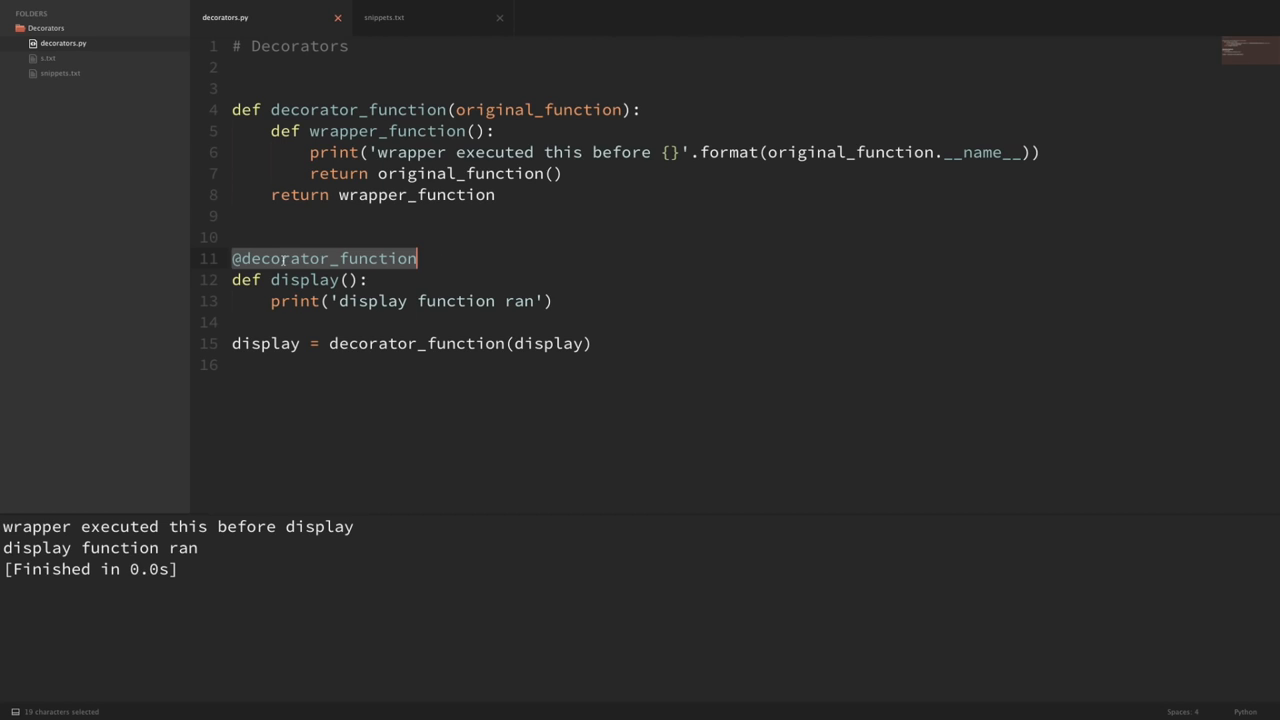 FOLDERS
Decorators
decorators.py
s.txt
snippets.txt
decorators.py
snippets.txt
1 # Decorators
2
3
4 def decorator_function(original_function):
5     def wrapper_function():
6         print('wrapper executed this before {}'.format(original_function.__name__))
7         return original_function()
8     return wrapper_function
9
10
11 @decorator_function
12 def display():
13     print('display function ran')
14
15 display = decorator_function(display)
16
wrapper executed this before display
display function ran
[Finished in 0.0s]
19 characters selected
Spaces: 4
Python